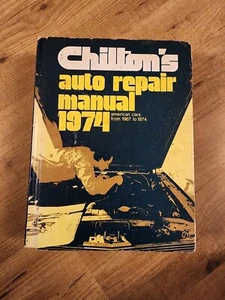 Chilton's
auto repair
manual
1974
american cars
from 1967 to 1974